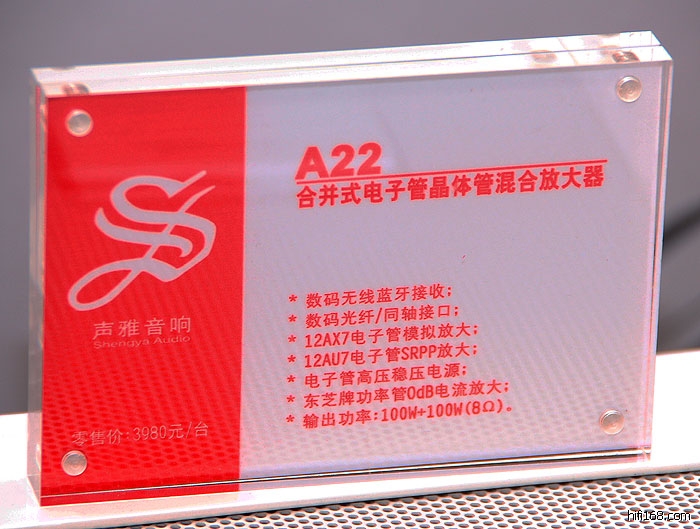 A22
合并式电子管晶体管混合放大器
* 数码无线蓝牙接收;
* 数码光纤/同轴接口;
* 12AX7电子管模拟放大;
* 12AU7电子管SRPP放大;
* 电子管高压稳压电源;
* 东芝牌功率管0dB电流放大;
* 输出功率:100W+100W(8Ω)。
声雅音响
Shengya Audio
零售价:3980元/台
hifi168.com